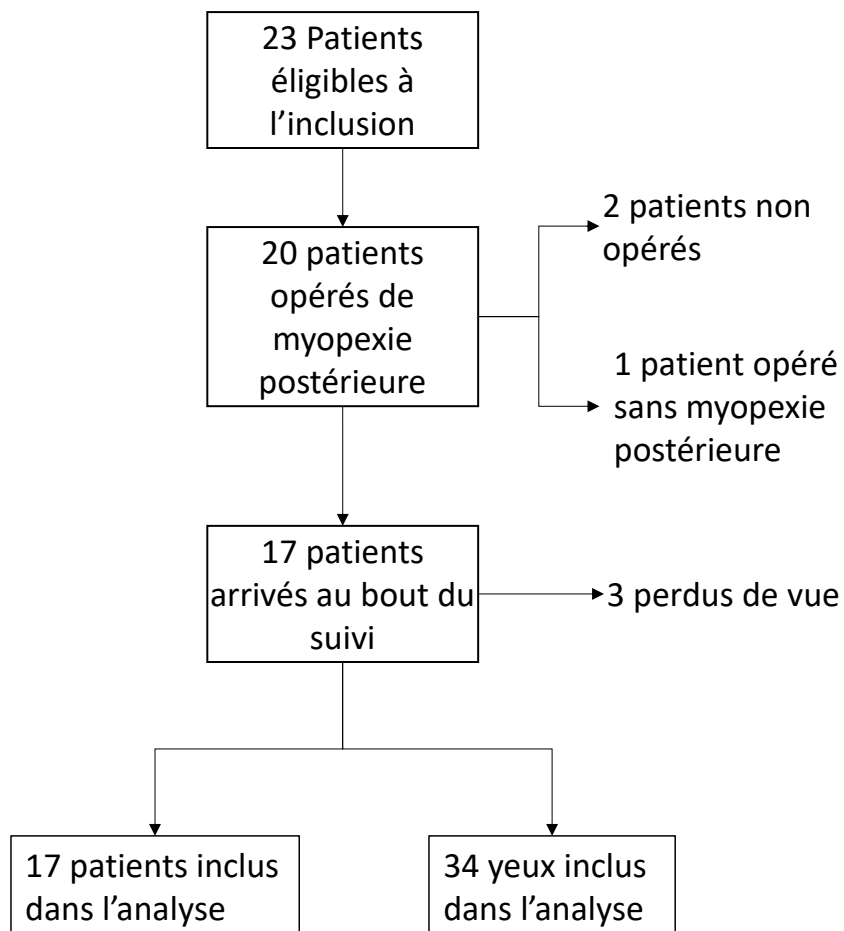 23 Patients
éligibles à
l’inclusion
20 patients
opérés de
myopexie
postérieure
2 patients non
opérés
1 patient opéré
sans myopexie
postérieure
17 patients
arrivés au bout du
suivi
3 perdus de vue
17 patients inclus
dans l’analyse
34 yeux inclus
dans l’analyse